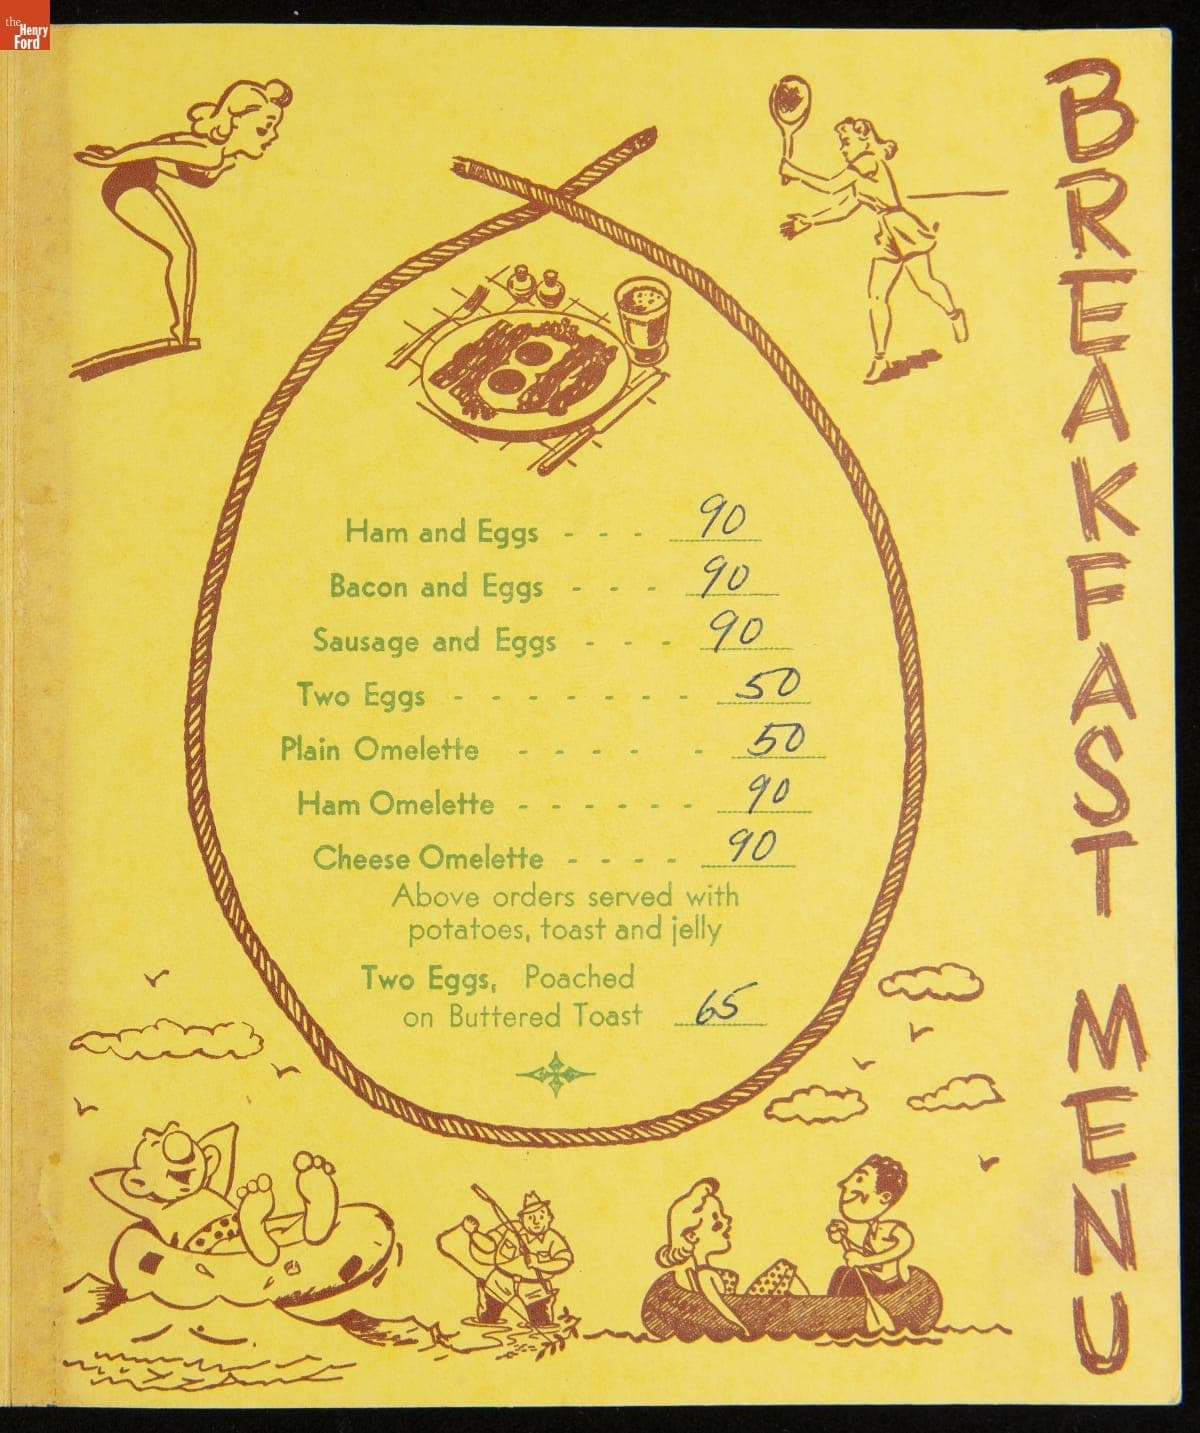 the
Henry
Ford
BREAKFAST MENU
Ham and Eggs - - - 90
Bacon and Eggs - - - 90
Sausage and Eggs - - - 90
Two Eggs - - - - - - - 50
Plain Omelette - - - - - 50
Ham Omelette - - - - - - 90
Cheese Omelette - - - - 90
Above orders served with
potatoes, toast and jelly
Two Eggs, Poached
on Buttered Toast 65